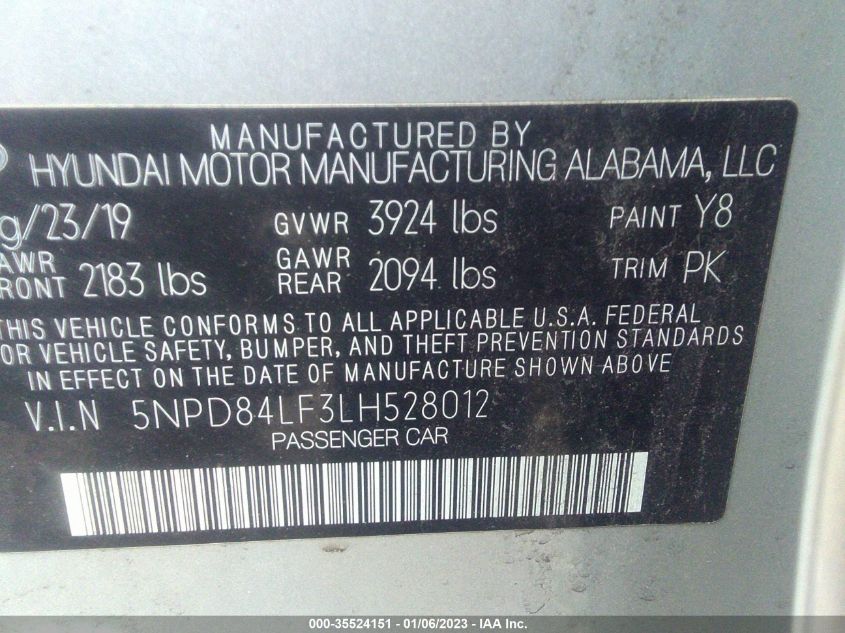 MANUFACTURED BY
HYUNDAI MOTOR MANUFACTURING ALABAMA, LLC
g/23/19 GVWR 3924 lbs PAINT Y8
AWR FRONT 2183 lbs GAWR REAR 2094 lbs TRIM PK
THIS VEHICLE CONFORMS TO ALL APPLICABLE U.S.A. FEDERAL
OR VEHICLE SAFETY, BUMPER, AND THEFT PREVENTION STANDARDS
IN EFFECT ON THE DATE OF MANUFACTURE SHOWN ABOVE
V.I.N 5NPD84LF3LH528012
PASSENGER CAR
000-35524151 - 01/06/2023 - IAA Inc.